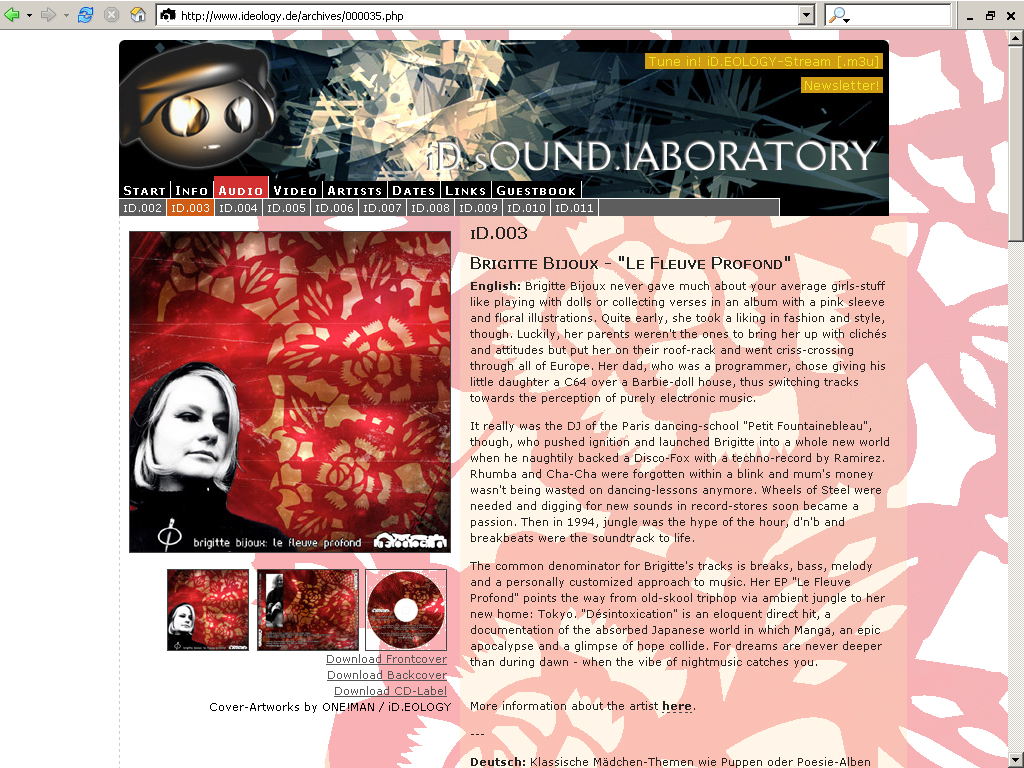 http://www.ideology.de/archives/000035.php
Tune in! iD.EOLOGY-Stream [.m3u]
Newsletter!
iD.sOUND.lABORATORY
Start Info Audio Video Artists Dates Links Guestbook
iD.002 iD.003 iD.004 iD.005 iD.006 iD.007 iD.008 iD.009 iD.010 iD.011
iD.003
Brigitte Bijoux - "Le Fleuve Profond"
English: Brigitte Bijoux never gave much about your average girls-stuff
like playing with dolls or collecting verses in an album with a pink sleeve
and floral illustrations. Quite early, she took a liking in fashion and style,
though. Luckily, her parents weren't the ones to bring her up with clichés
and attitudes but put her on their roof-rack and went criss-crossing
through all of Europe. Her dad, who was a programmer, chose giving his
little daughter a C64 over a Barbie-doll house, thus switching tracks
towards the perception of purely electronic music.
It really was the DJ of the Paris dancing-school "Petit Fountainebleau",
though, who pushed ignition and launched Brigitte into a whole new world
when he naughtily backed a Disco-Fox with a techno-record by Ramirez.
Rhumba and Cha-Cha were forgotten within a blink and mum's money
wasn't being wasted on dancing-lessons anymore. Wheels of Steel were
needed and digging for new sounds in record-stores soon became a
passion. Then in 1994, jungle was the hype of the hour, d'n'b and
breakbeats were the soundtrack to life.
The common denominator for Brigitte's tracks is breaks, bass, melody
and a personally customized approach to music. Her EP "Le Fleuve
Profond" points the way from old-skool triphop via ambient jungle to her
new home: Tokyo. "Désintoxication" is an eloquent direct hit, a
documentation of the absorbed Japanese world in which Manga, an epic
apocalypse and a glimpse of hope collide. For dreams are never deeper
than during dawn - when the vibe of nightmusic catches you.
More information about the artist here.
---
Deutsch: Klassische Mädchen-Themen wie Puppen oder Poesie-Alben
brigitte bijoux: le fleuve profond
Download Frontcover
Download Backcover
Download CD-Label
Cover-Artworks by ONE!MAN / iD.EOLOGY